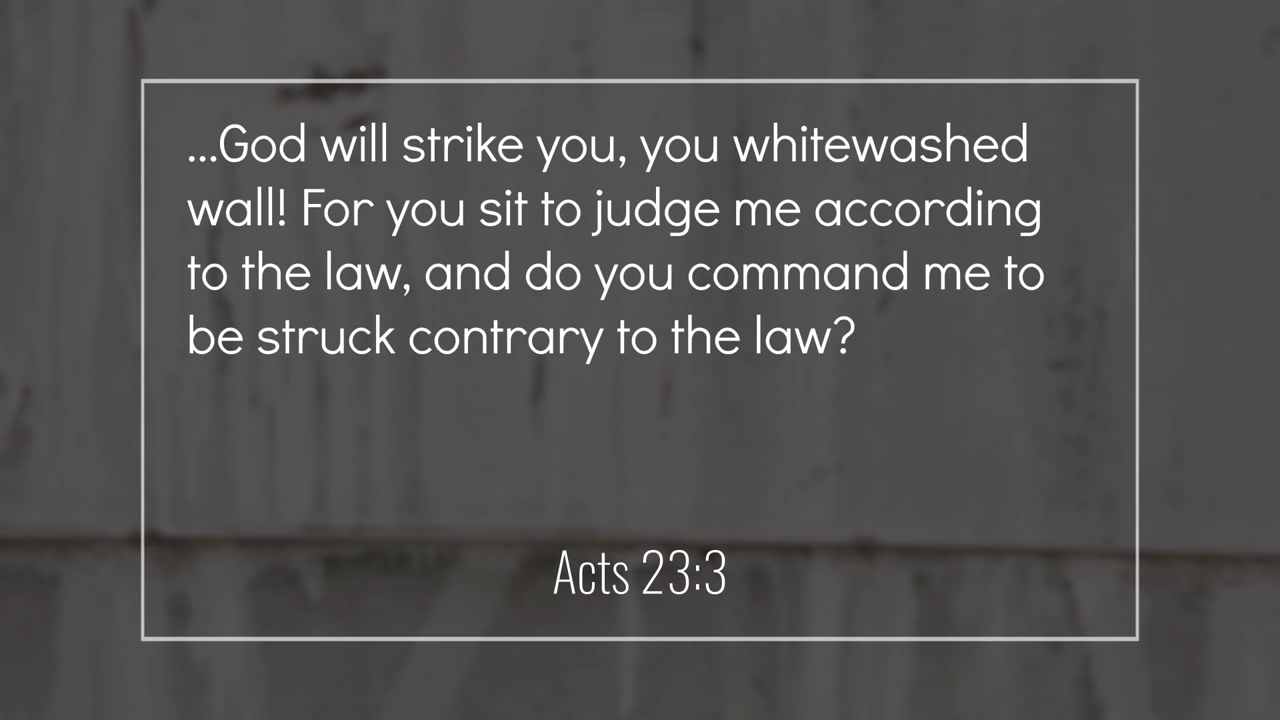 ...God will strike you, you whitewashed
wall! For you sit to judge me according
to the law, and do you command me to
be struck contrary to the law?
Acts 23:3